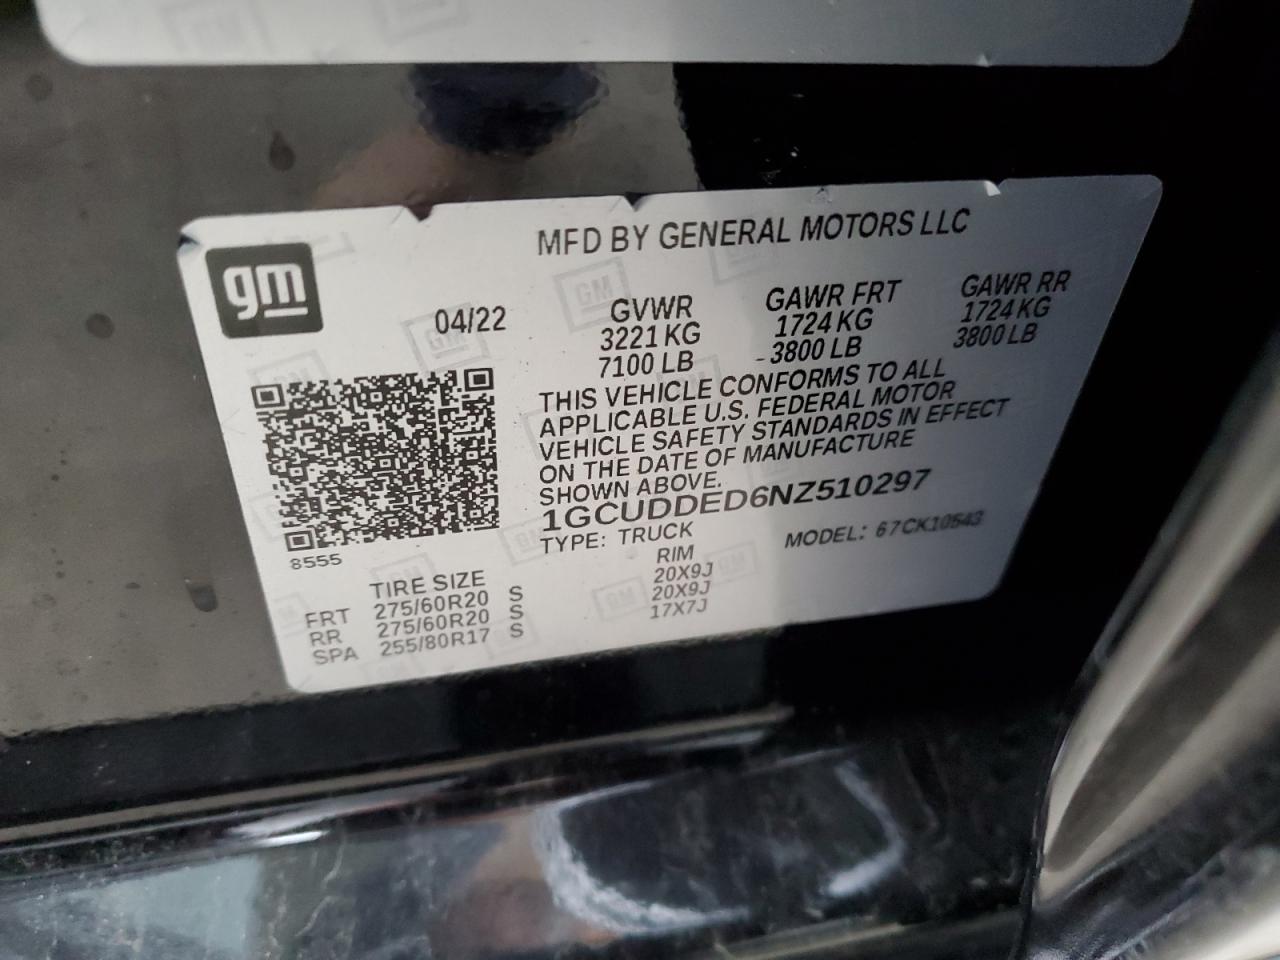 gm
MFD BY GENERAL MOTORS LLC
04/22
GVWR GAWR FRT GAWR RR
3221 KG 1724 KG 1724 KG
7100 LB 3800 LB 3800 LB
THIS VEHICLE CONFORMS TO ALL
APPLICABLE U.S. FEDERAL MOTOR
VEHICLE SAFETY STANDARDS IN EFFECT
ON THE DATE OF MANUFACTURE
SHOWN ABOVE.
1GCUDDED6NZ510297
TYPE: TRUCK MODEL: 67CK10543
8555
TIRE SIZE RIM
FRT 275/60R20 S 20X9J
RR 275/60R20 S 20X9J
SPA 255/80R17 S 17X7J